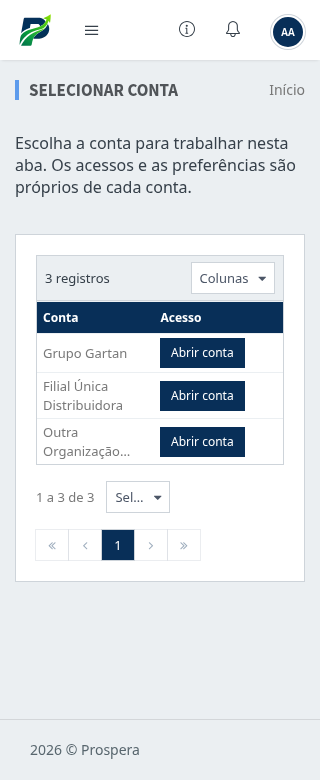 AA
SELECIONAR CONTA
Início
Escolha a conta para trabalhar nesta
aba. Os acessos e as preferências são
próprios de cada conta.
3 registros
Colunas
Conta
Acesso
Grupo Gartan
Abrir conta
Filial Única
Distribuidora
Abrir conta
Outra
Organização...
Abrir conta
1 a 3 de 3
Sel...
« ‹ 1 › »
2026 © Prospera